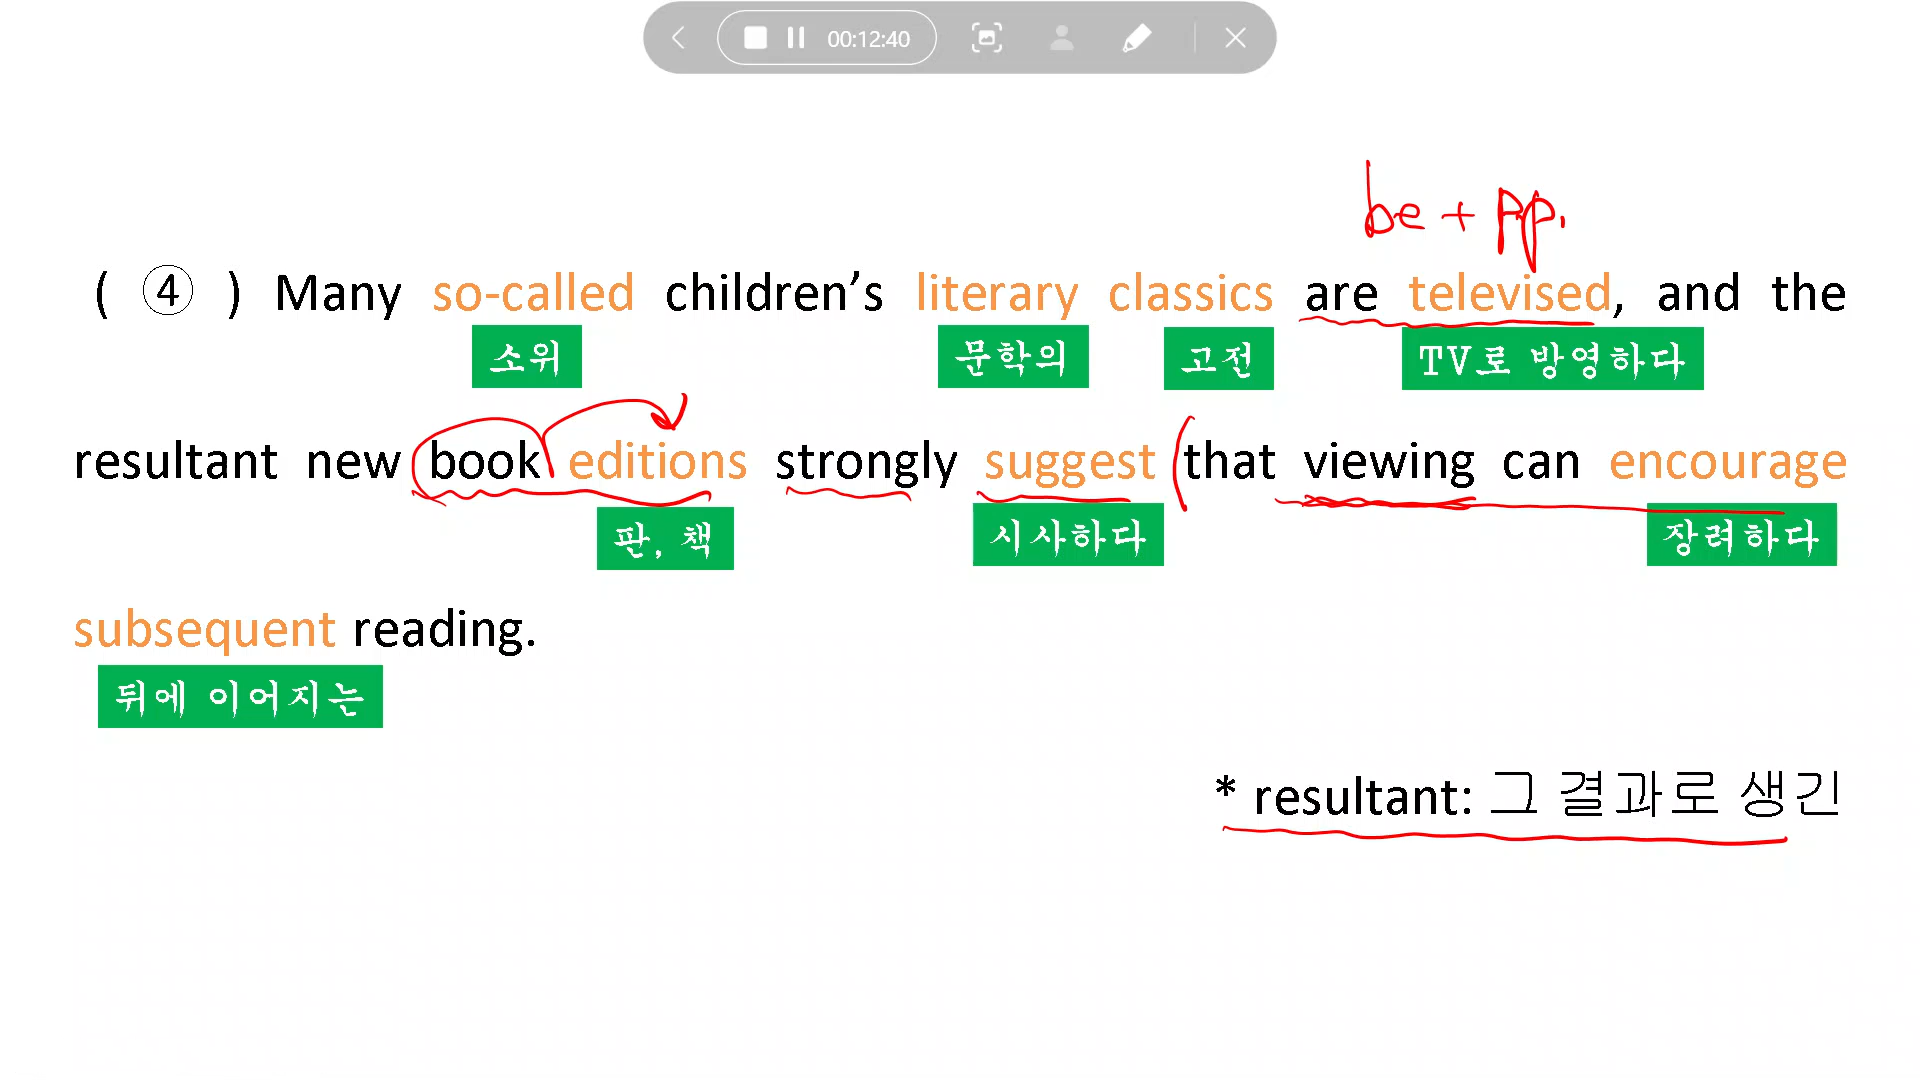 00:12:40
be + pp.
( ④ ) Many so-called children’s literary classics are televised, and the
소위 문학의 고전 TV로 방영하다
resultant new book editions strongly suggest that viewing can encourage
판, 책 시사하다 장려하다
subsequent reading.
뒤에 이어지는
* resultant: 그 결과로 생긴